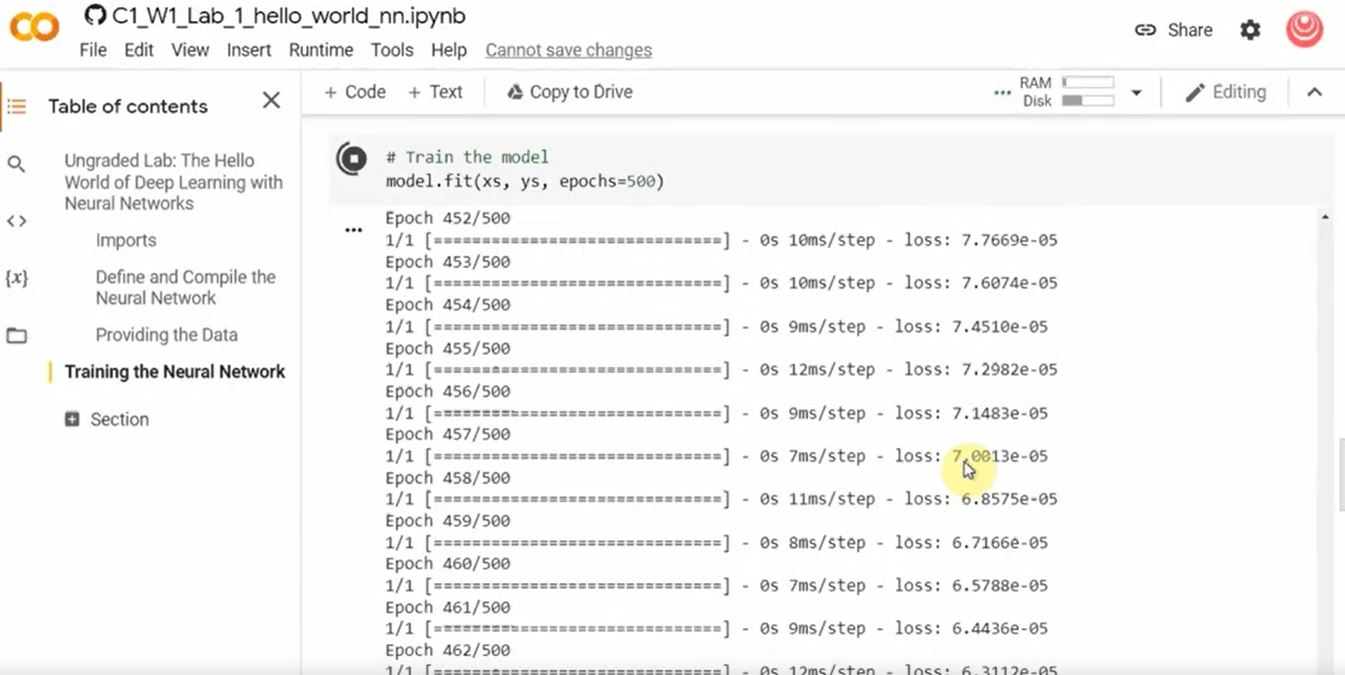 C1_W1_Lab_1_hello_world_nn.ipynb
Share
File Edit View Insert Runtime Tools Help Cannot save changes
Table of contents
+ Code + Text Copy to Drive
RAM
Disk
Editing
Ungraded Lab: The Hello
World of Deep Learning with
Neural Networks
Imports
Define and Compile the
Neural Network
Providing the Data
Training the Neural Network
Section
{x}
# Train the model
model.fit(xs, ys, epochs=500)
Epoch 452/500
1/1 [==============================] - 0s 10ms/step - loss: 7.7669e-05
Epoch 453/500
1/1 [==============================] - 0s 10ms/step - loss: 7.6074e-05
Epoch 454/500
1/1 [==============================] - 0s 9ms/step - loss: 7.4510e-05
Epoch 455/500
1/1 [==============================] - 0s 12ms/step - loss: 7.2982e-05
Epoch 456/500
1/1 [==============================] - 0s 9ms/step - loss: 7.1483e-05
Epoch 457/500
1/1 [==============================] - 0s 7ms/step - loss: 7.0013e-05
Epoch 458/500
1/1 [==============================] - 0s 11ms/step - loss: 6.8575e-05
Epoch 459/500
1/1 [==============================] - 0s 8ms/step - loss: 6.7166e-05
Epoch 460/500
1/1 [==============================] - 0s 7ms/step - loss: 6.5788e-05
Epoch 461/500
1/1 [==============================] - 0s 9ms/step - loss: 6.4436e-05
Epoch 462/500
1/1 [==============================] - 0s 12ms/step - loss: 6.3112e-05